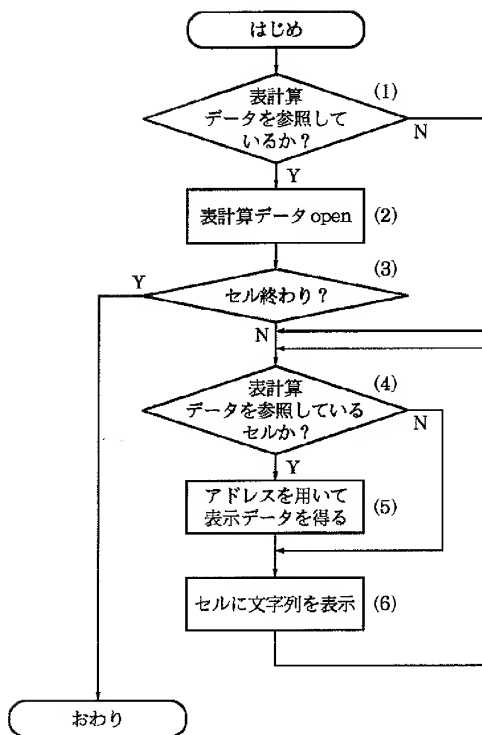 はじめ
(1)
表計算
データを参照して
いるか?
N
Y
表計算データ open
(2)
(3)
Y
セル終わり?
N
(4)
表計算
データを参照している
セルか?
N
Y
アドレスを用いて
表示データを得る
(5)
セルに文字列を表示
(6)
おわり